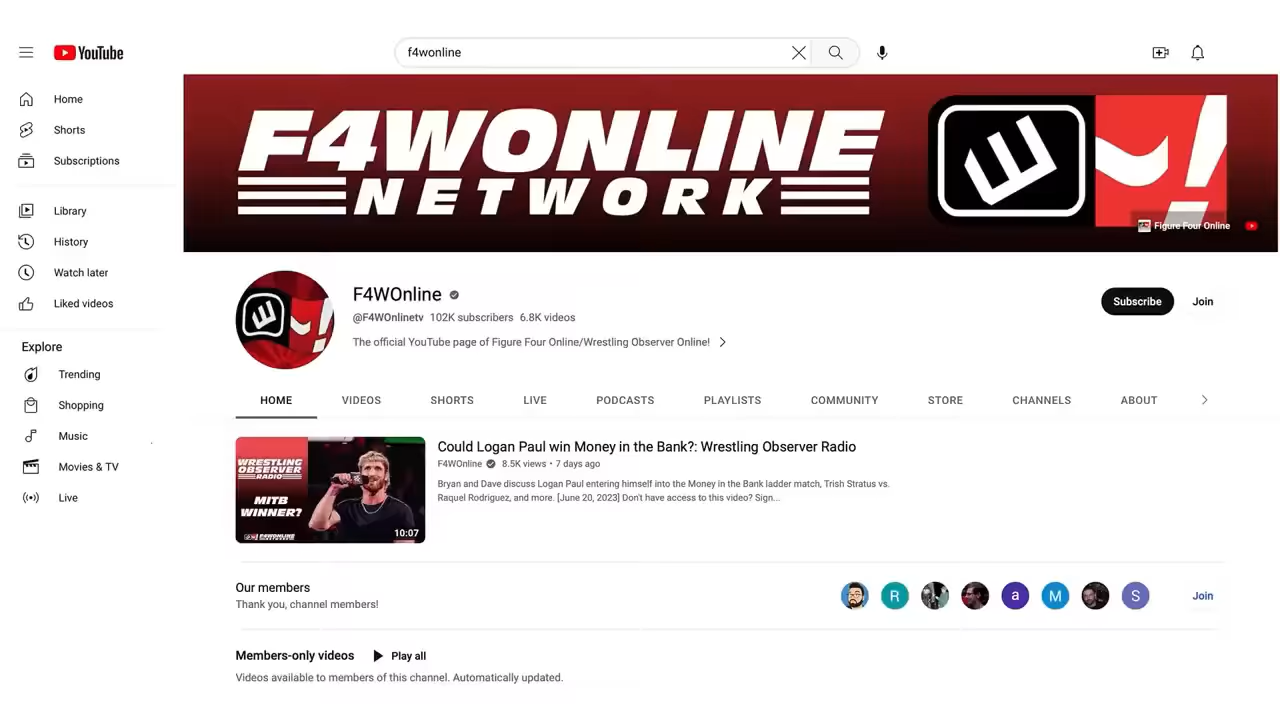 YouTube
f4wonline
Home
Shorts
Subscriptions
Library
History
Watch later
Liked videos
Explore
Trending
Shopping
Music
Movies & TV
Live
F4WONLINE
NETWORK
Figure Four Online
F4WOnline
@F4WOnlinetv 102K subscribers 6.8K videos
The official YouTube page of Figure Four Online/Wrestling Observer Online!
Subscribe
Join
HOME VIDEOS SHORTS LIVE PODCASTS PLAYLISTS COMMUNITY STORE CHANNELS ABOUT
WRESTLING
OBSERVER
RADIO
MITB
WINNER?
F4WONLINE
NETWORK
10:07
Could Logan Paul win Money in the Bank?: Wrestling Observer Radio
F4WOnline 8.5K views • 7 days ago
Bryan and Dave discuss Logan Paul entering himself into the Money in the Bank ladder match, Trish Stratus vs.
Raquel Rodriguez, and more. [June 20, 2023] Don't have access to this video? Sign...
Our members
Thank you, channel members!
R
a
M
S
Join
Members-only videos Play all
Videos available to members of this channel. Automatically updated.